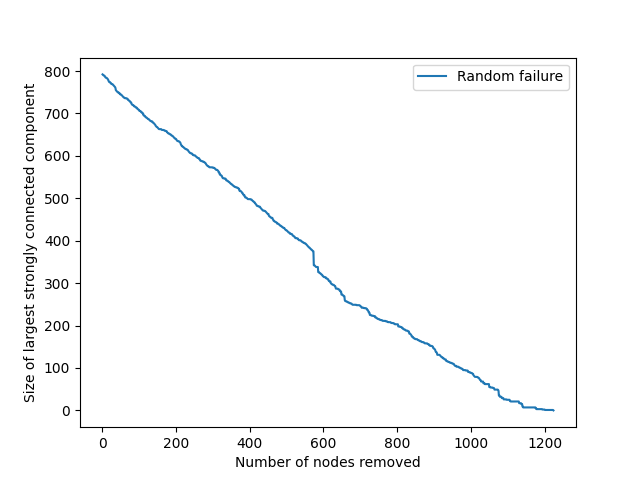 Random failure
Size of largest strongly connected component
800
700
600
500
400
300
200
100
0
0 200 400 600 800 1000 1200
Number of nodes removed